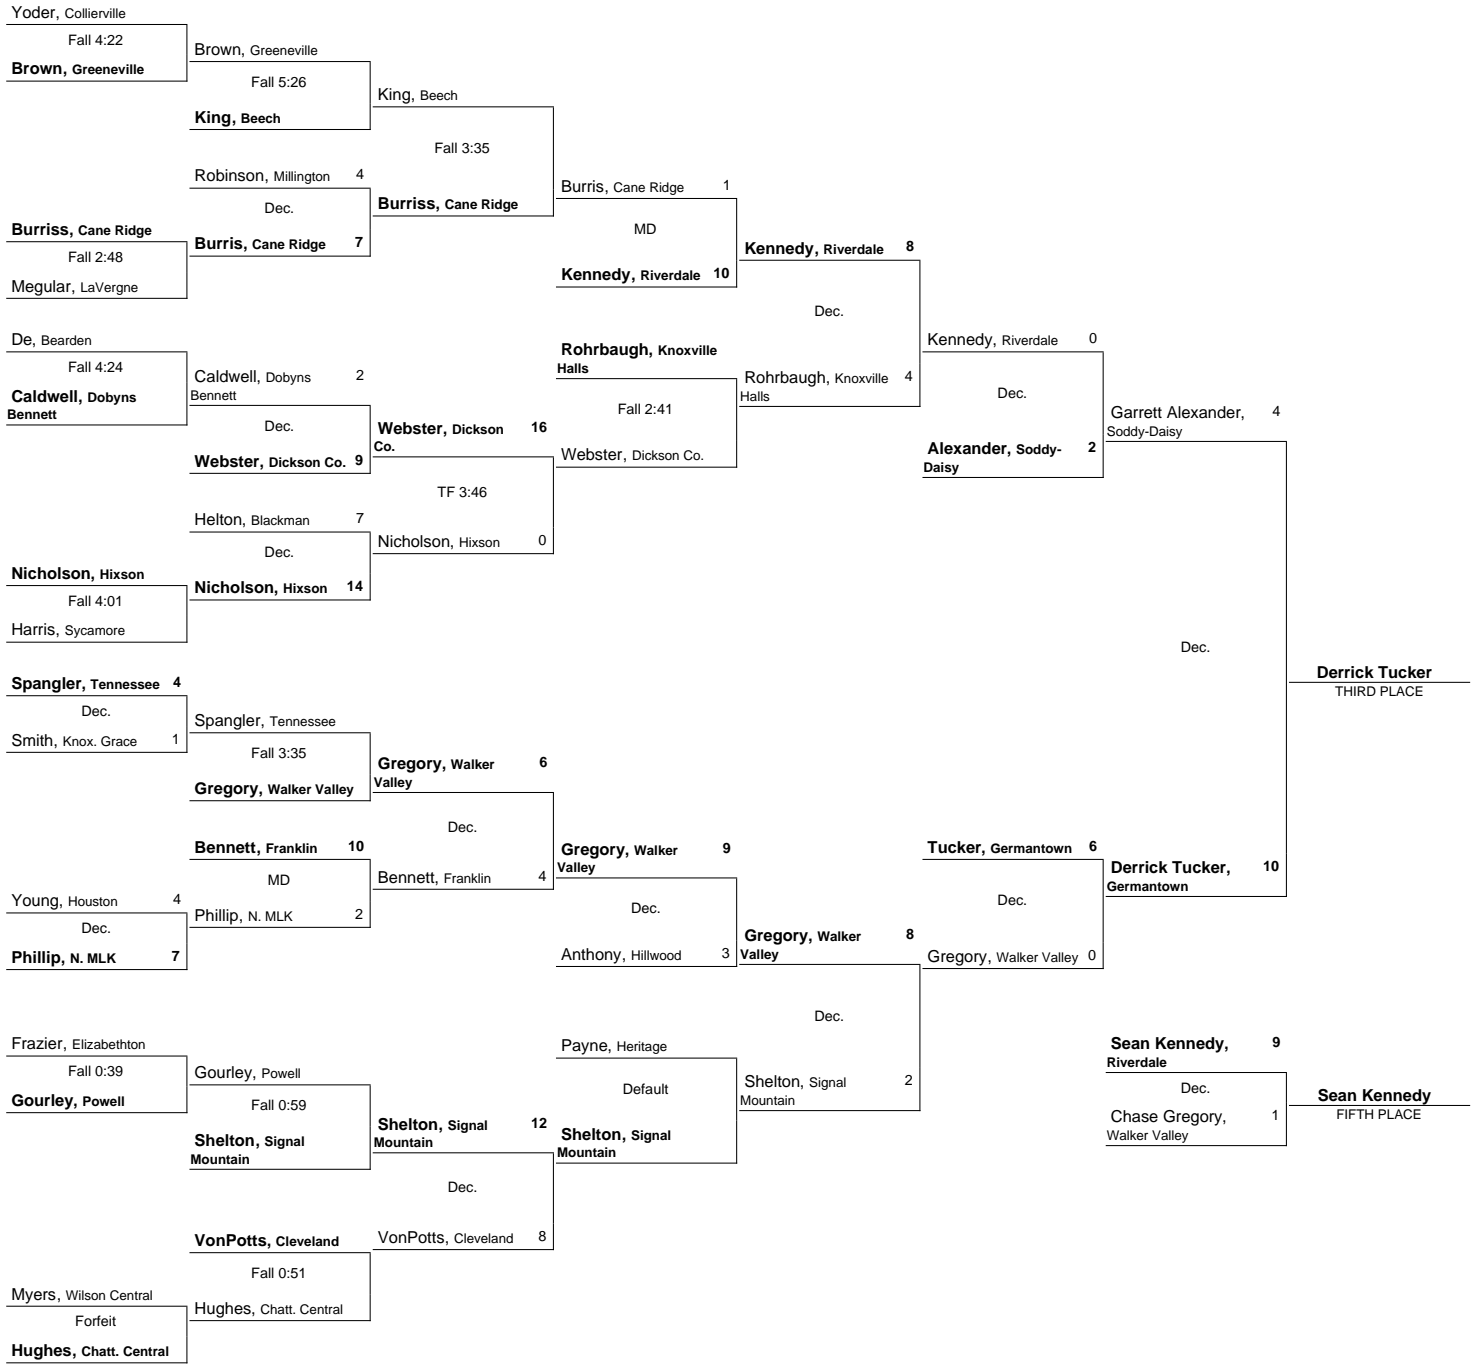 Yoder, Collierville
Fall 4:22
Brown, Greeneville
Brown, Greeneville
Fall 5:26
King, Beech
King, Beech
Fall 3:35
Burriss, Cane Ridge
Robinson, Millington 4
Dec.
Burris, Cane Ridge 7
Burriss, Cane Ridge
Fall 2:48
Megular, LaVergne
Burris, Cane Ridge 1
MD
Kennedy, Riverdale 10
Kennedy, Riverdale 8
Dec.
Rohrbaugh, Knoxville 4
Halls
De, Bearden
Fall 4:24
Caldwell, Dobyns
Bennett
Caldwell, Dobyns 2
Bennett
Dec.
Webster, Dickson Co. 9
Webster, Dickson 16
Co.
TF 3:46
Nicholson, Hixson 0
Rohrbaugh, Knoxville
Halls
Fall 2:41
Webster, Dickson Co.
Helton, Blackman 7
Dec.
Nicholson, Hixson 14
Nicholson, Hixson
Fall 4:01
Harris, Sycamore
Kennedy, Riverdale 0
Dec.
Alexander, Soddy- 2
Daisy
Garrett Alexander, 4
Soddy-Daisy
Dec.
Derrick Tucker, 10
Germantown
Derrick Tucker
THIRD PLACE
Spangler, Tennessee 4
Dec.
Smith, Knox. Grace 1
Spangler, Tennessee
Fall 3:35
Gregory, Walker Valley
Gregory, Walker 6
Valley
Dec.
Bennett, Franklin 4
Bennett, Franklin 10
MD
Phillip, N. MLK 2
Young, Houston 4
Dec.
Phillip, N. MLK 7
Gregory, Walker 9
Valley
Dec.
Anthony, Hillwood 3
Gregory, Walker 8
Valley
Dec.
Shelton, Signal 2
Mountain
Tucker, Germantown 6
Dec.
Gregory, Walker Valley 0
Frazier, Elizabethton
Fall 0:39
Gourley, Powell
Gourley, Powell
Fall 0:59
Shelton, Signal
Mountain
Shelton, Signal 12
Mountain
Dec.
VonPotts, Cleveland 8
Payne, Heritage
Default
Shelton, Signal
Mountain
VonPotts, Cleveland
Fall 0:51
Hughes, Chatt. Central
Myers, Wilson Central
Forfeit
Hughes, Chatt. Central
Sean Kennedy, 9
Riverdale
Dec.
Chase Gregory, 1
Walker Valley
Sean Kennedy
FIFTH PLACE